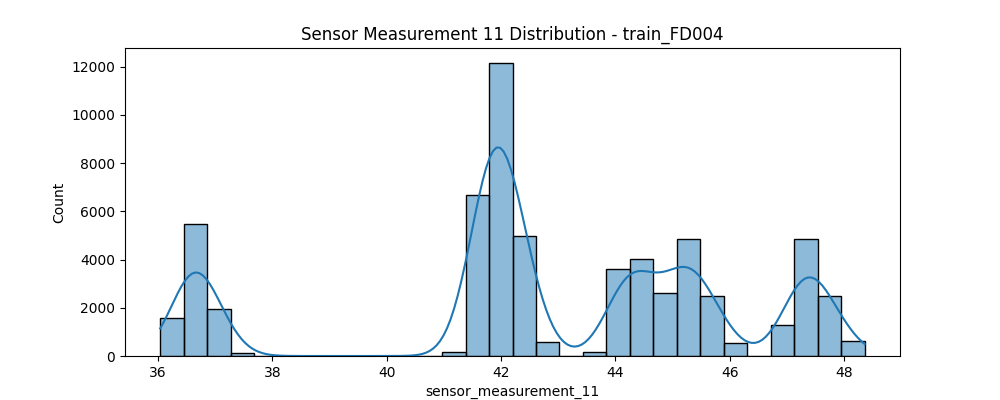 Sensor Measurement 11 Distribution - train_FD004
12000
10000
8000
6000
4000
2000
0
Count
36 38 40 42 44 46 48
sensor_measurement_11